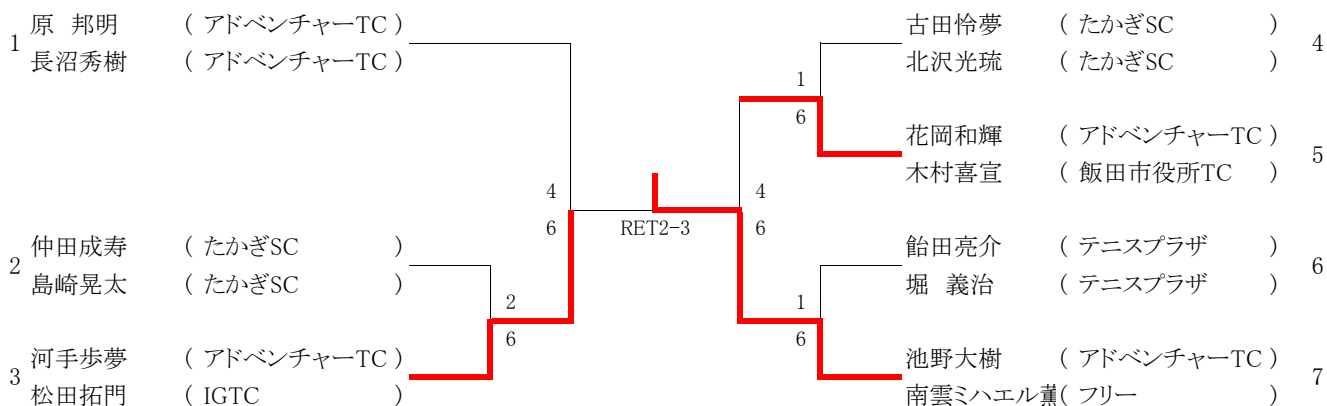 1 原 邦明 ( アドベンチャーTC )
長沼秀樹 ( アドベンチャーTC )
2 仲田成寿 ( たかぎSC )
島崎晃太 ( たかぎSC )
3 河手歩夢 ( アドベンチャーTC )
松田拓門 ( IGTC )
2
6
4
6
RET2-3
4
6
1
6
1
6
古田怜夢 ( たかぎSC ) 4
北沢光琉 ( たかぎSC )
花岡和輝 ( アドベンチャーTC ) 5
木村喜宣 ( 飯田市役所TC )
飴田亮介 ( テニスプラザ ) 6
堀 義治 ( テニスプラザ )
池野大樹 ( アドベンチャーTC ) 7
南雲ミハエル薫( フリー )